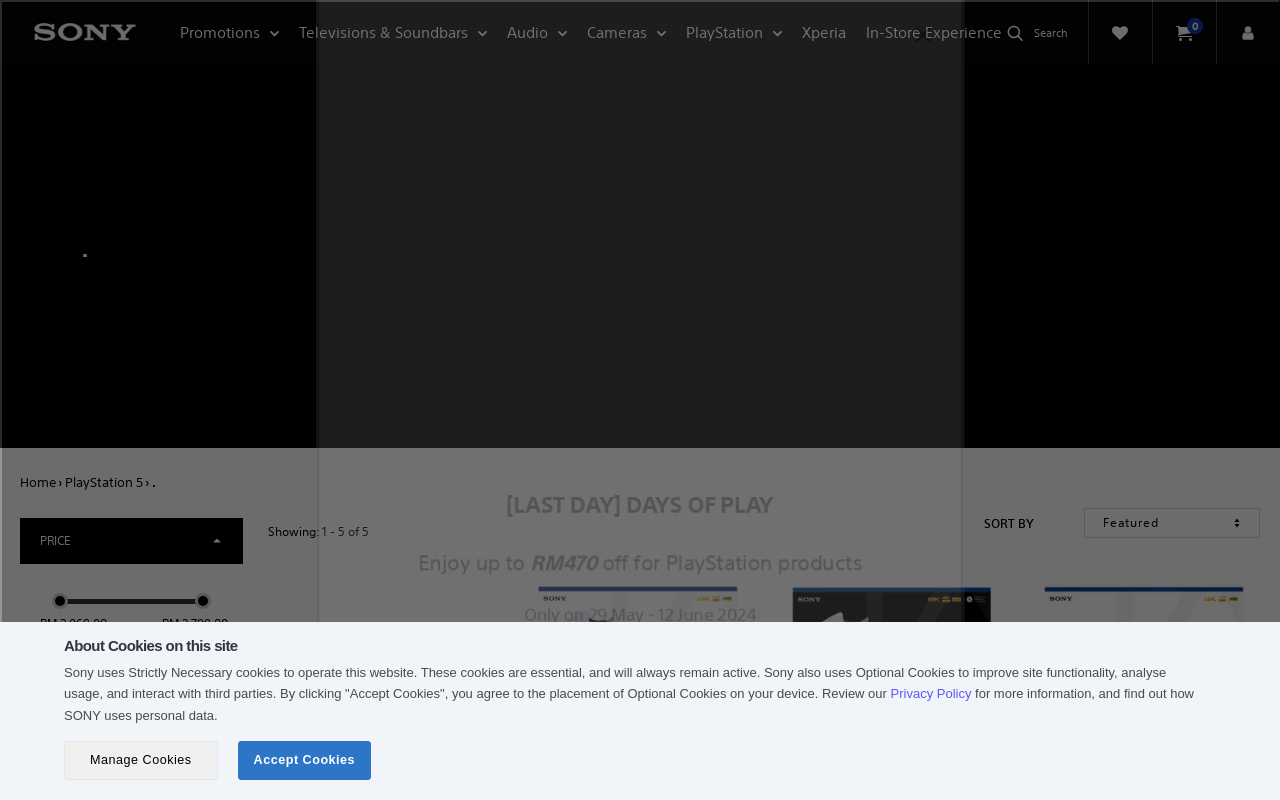 SONY
Promotions
Televisions & Soundbars
Audio
Cameras
PlayStation
Xperia
In-Store Experience
Search
0
Home › PlayStation 5 › .
[LAST DAY] DAYS OF PLAY
PRICE
Showing: 1 - 5 of 5
SORT BY
Featured
Enjoy up to RM470 off for PlayStation products
Only on 29 May - 12 June 2024
SONY
SONY
SONY
About Cookies on this site
Sony uses Strictly Necessary cookies to operate this website. These cookies are essential, and will always remain active. Sony also uses Optional Cookies to improve site functionality, analyse
usage, and interact with third parties. By clicking "Accept Cookies", you agree to the placement of Optional Cookies on your device. Review our Privacy Policy for more information, and find out how
SONY uses personal data.
Manage Cookies
Accept Cookies